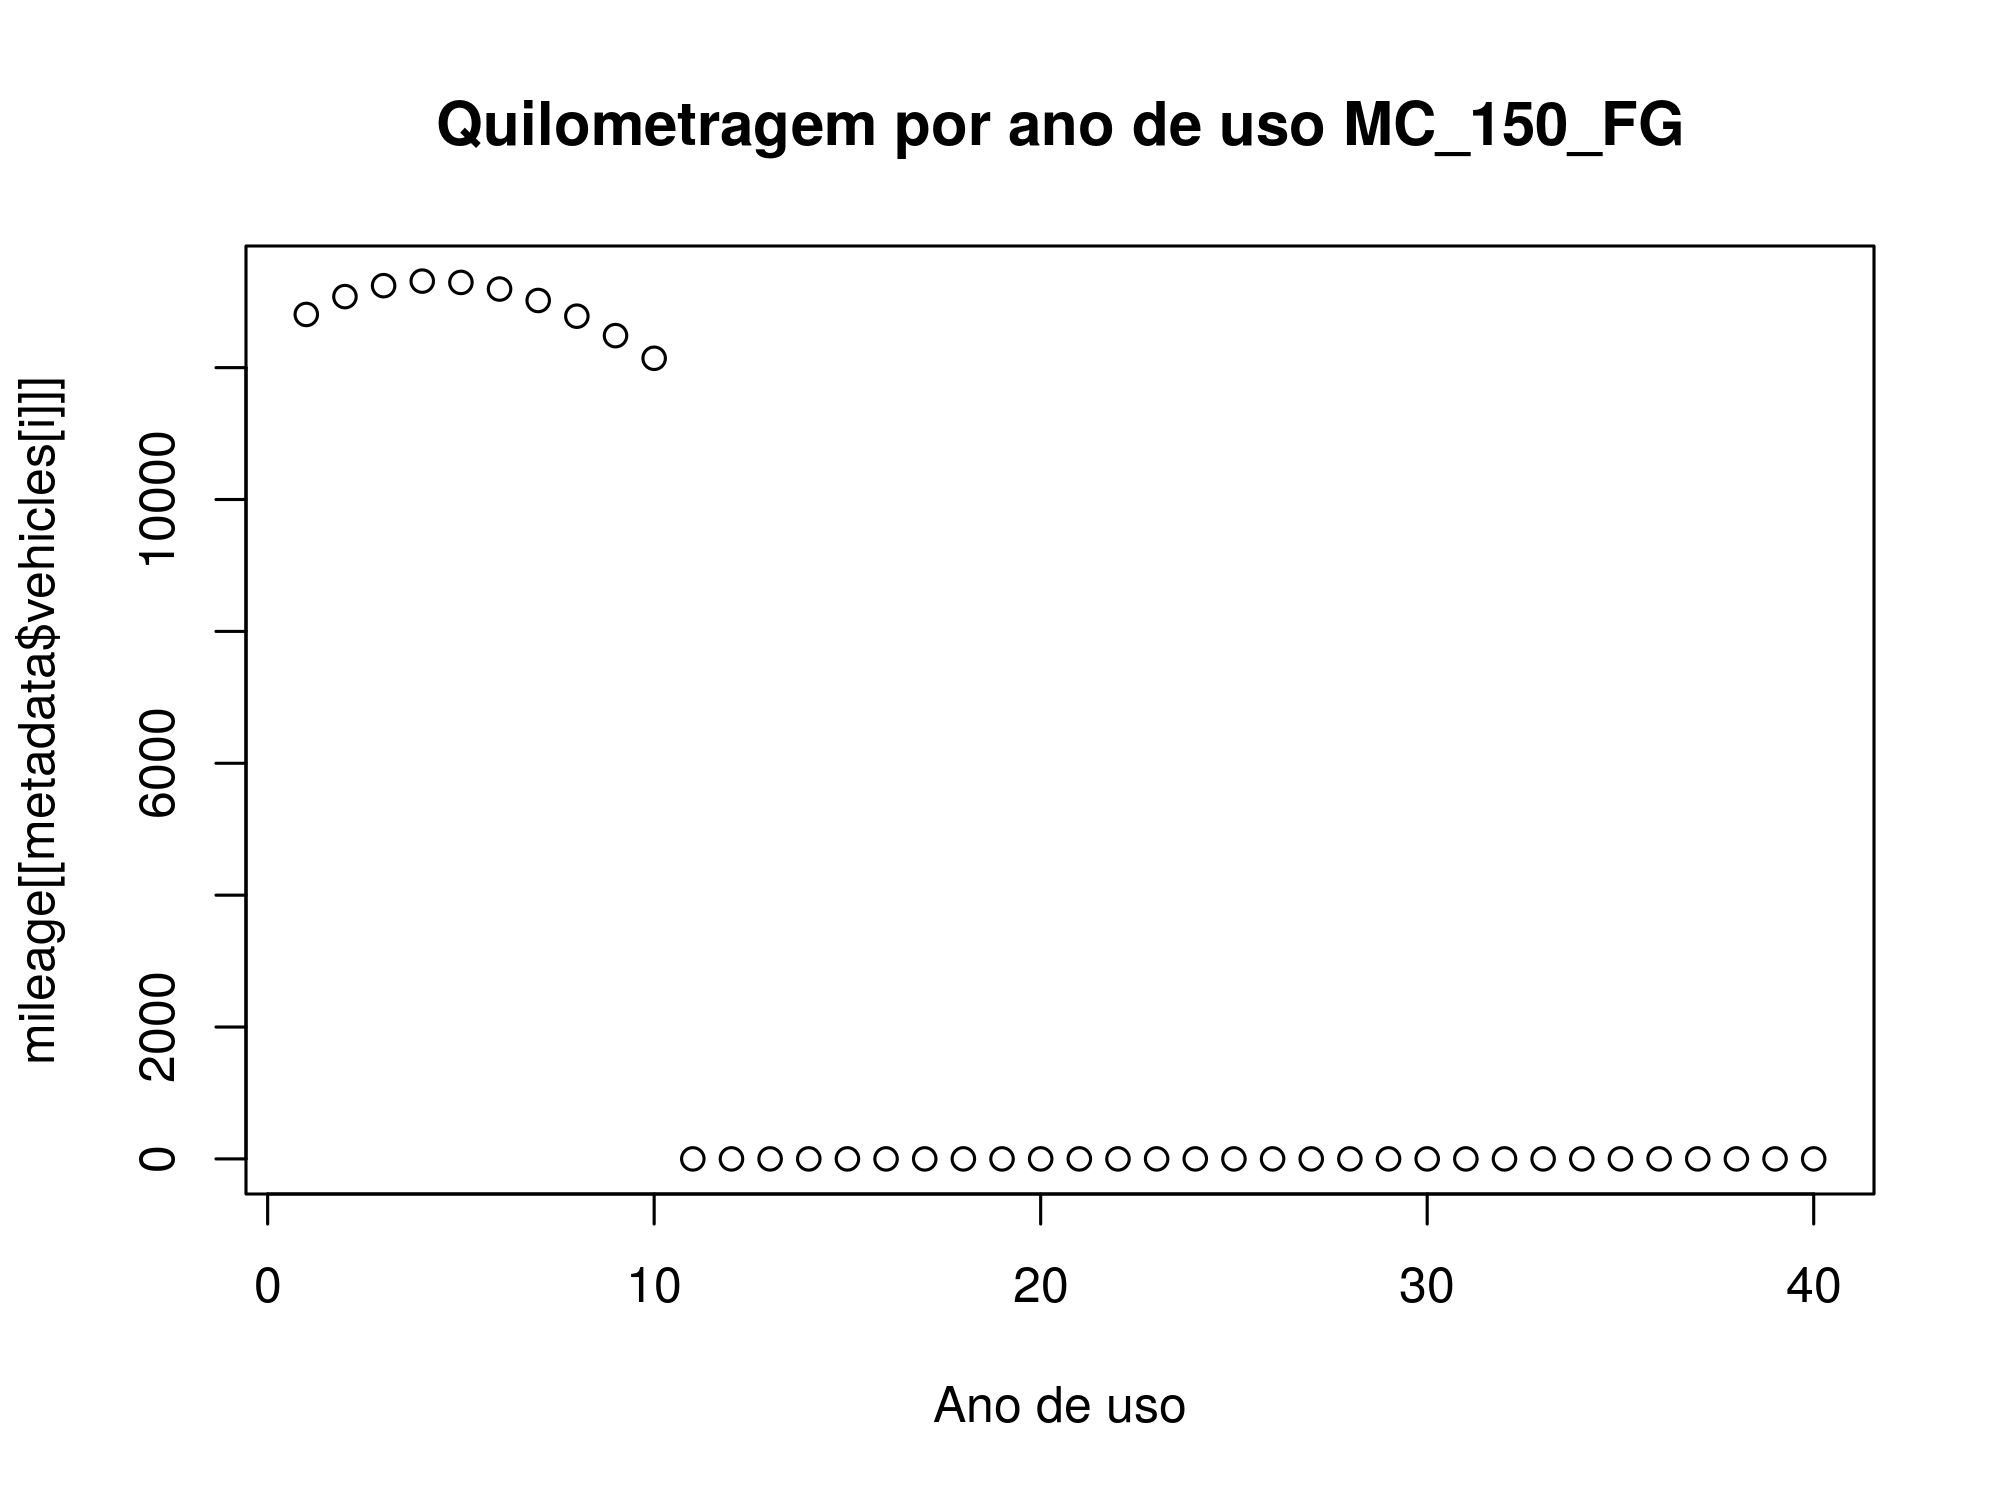 Quilometragem por ano de uso MC_150_FG
mileage[[metadata$vehicles[i]]]
10000
6000
2000
0
0 10 20 30 40
Ano de uso